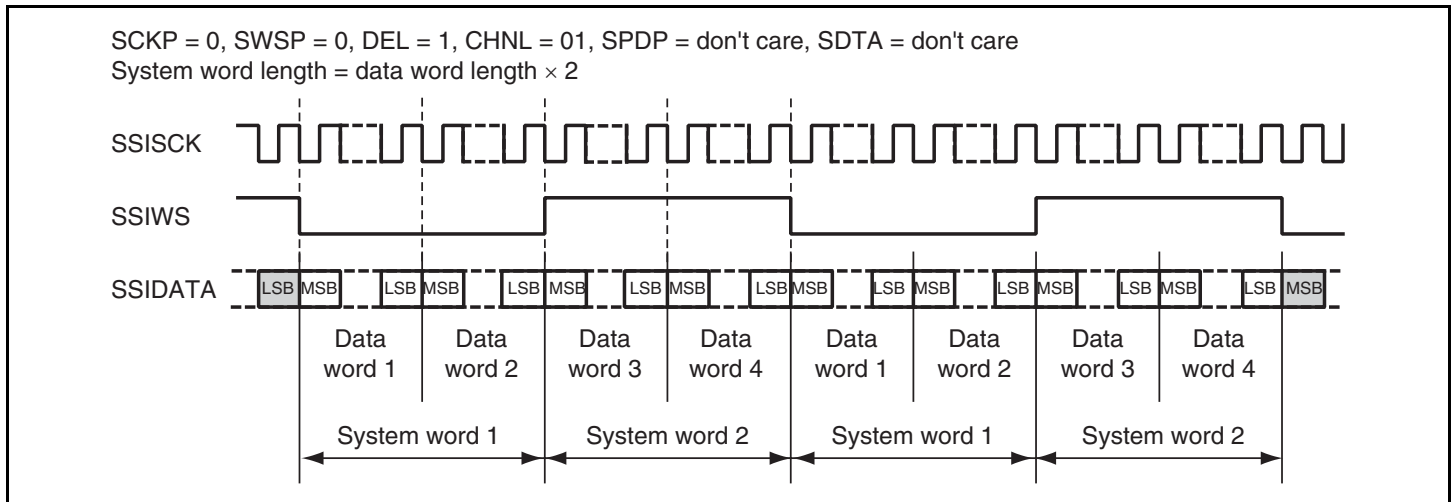 SCKP = 0, SWSP = 0, DEL = 1, CHNL = 01, SPDP = don't care, SDTA = don't care
System word length = data word length × 2
SSISCK
SSIWS
SSIDATA
LSB MSB LSB MSB LSB MSB LSB MSB LSB MSB LSB MSB LSB MSB LSB MSB LSB MSB
Data word 1 Data word 2 Data word 3 Data word 4 Data word 1 Data word 2 Data word 3 Data word 4
System word 1 System word 2 System word 1 System word 2